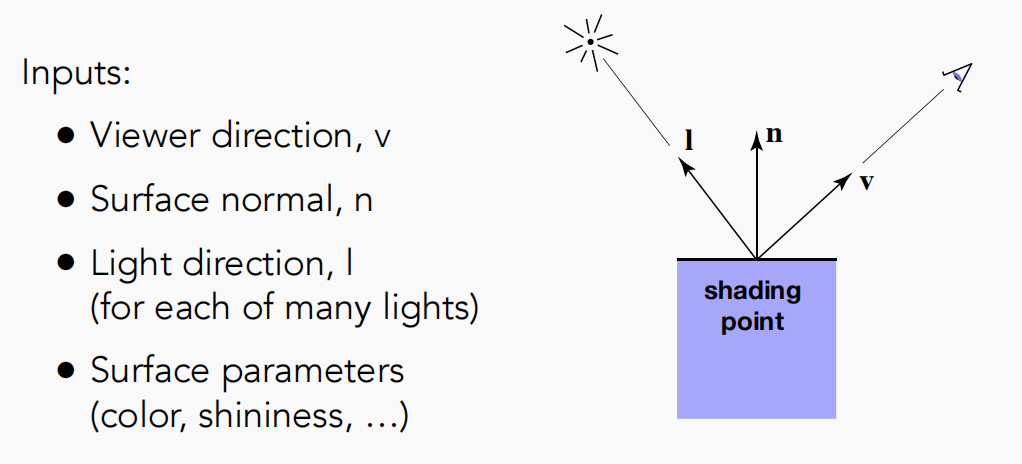 Inputs:
● Viewer direction, v
● Surface normal, n
● Light direction, l
(for each of many lights)
● Surface parameters
(color, shininess, …)
l
n
v
shading
point